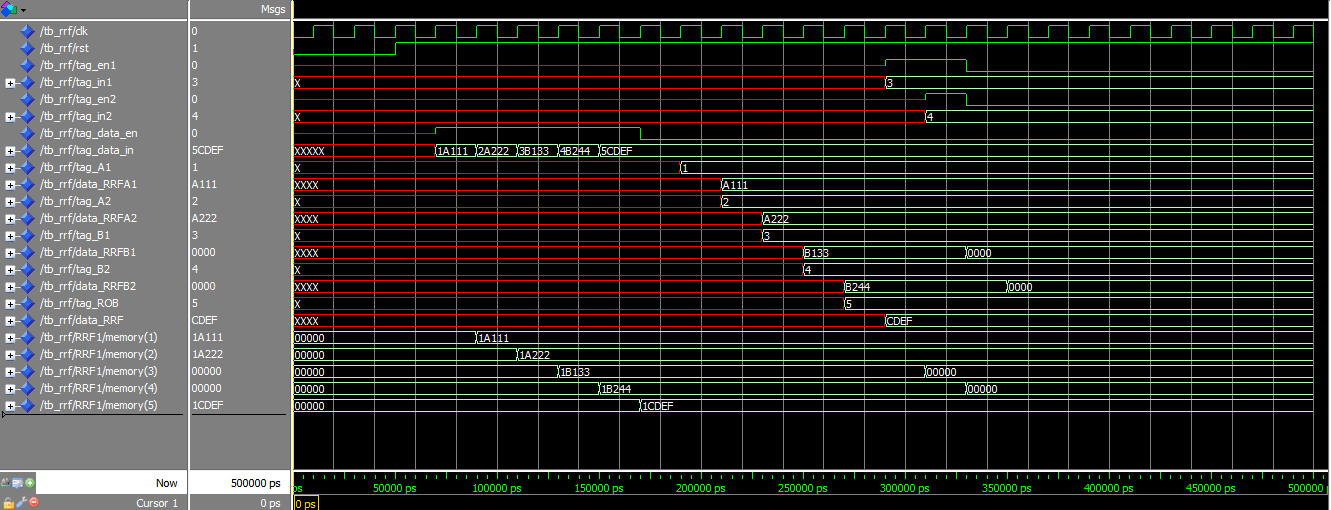 Msgs
/tb_rrf/clk 0
/tb_rrf/rst 1
/tb_rrf/tag_en1 0
/tb_rrf/tag_in1 3 X 3
/tb_rrf/tag_en2 0
/tb_rrf/tag_in2 4 X 4
/tb_rrf/tag_data_en 0
/tb_rrf/tag_data_in 5CDEF XXXXX 1A111 2A222 3B133 4B244 5CDEF
/tb_rrf/tag_A1 1 X 1
/tb_rrf/data_RRFA1 A111 XXXX A111
/tb_rrf/tag_A2 2 X 2
/tb_rrf/data_RRFA2 A222 XXXX A222
/tb_rrf/tag_B1 3 X 3
/tb_rrf/data_RRFB1 0000 XXXX B133 0000
/tb_rrf/tag_B2 4 X 4
/tb_rrf/data_RRFB2 0000 XXXX B244 0000
/tb_rrf/tag_ROB 5 X 5
/tb_rrf/data_RRF CDEF XXXX CDEF
/tb_rrf/RRF1/memory(1) 1A111 00000 1A111
/tb_rrf/RRF1/memory(2) 1A222 00000 1A222
/tb_rrf/RRF1/memory(3) 00000 00000 1B133 00000
/tb_rrf/RRF1/memory(4) 00000 00000 1B244 00000
/tb_rrf/RRF1/memory(5) 1CDEF 00000 1CDEF
Now 500000 ps ps 50000 ps 100000 ps 150000 ps 200000 ps 250000 ps 300000 ps 350000 ps 400000 ps 450000 ps 500000 p
Cursor 1 0 ps 0 ps